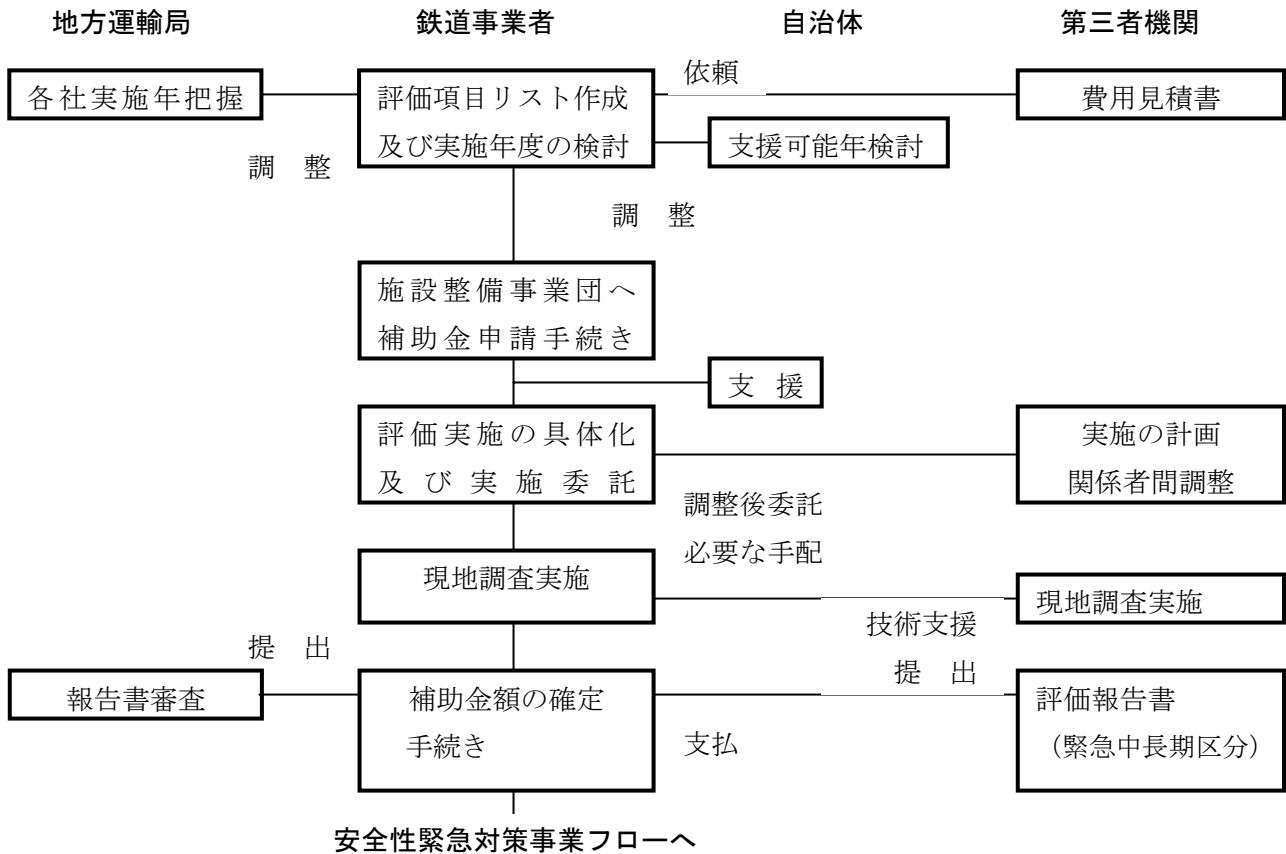 地方運輸局
鉄道事業者
自治体
第三者機関
各社実施年把握
評価項目リスト作成
及び実施年度の検討
依頼
費用見積書
支援可能年検討
調 整
調 整
施設整備事業団へ
補助金申請手続き
支 援
評価実施の具体化
及び実施委託
実施の計画
関係者間調整
調整後委託
必要な手配
現地調査実施
現地調査実施
技術支援
提 出
提 出
報告書審査
補助金額の確定
手続き
支払
評価報告書
（緊急中長期区分）
安全性緊急対策事業フローへ